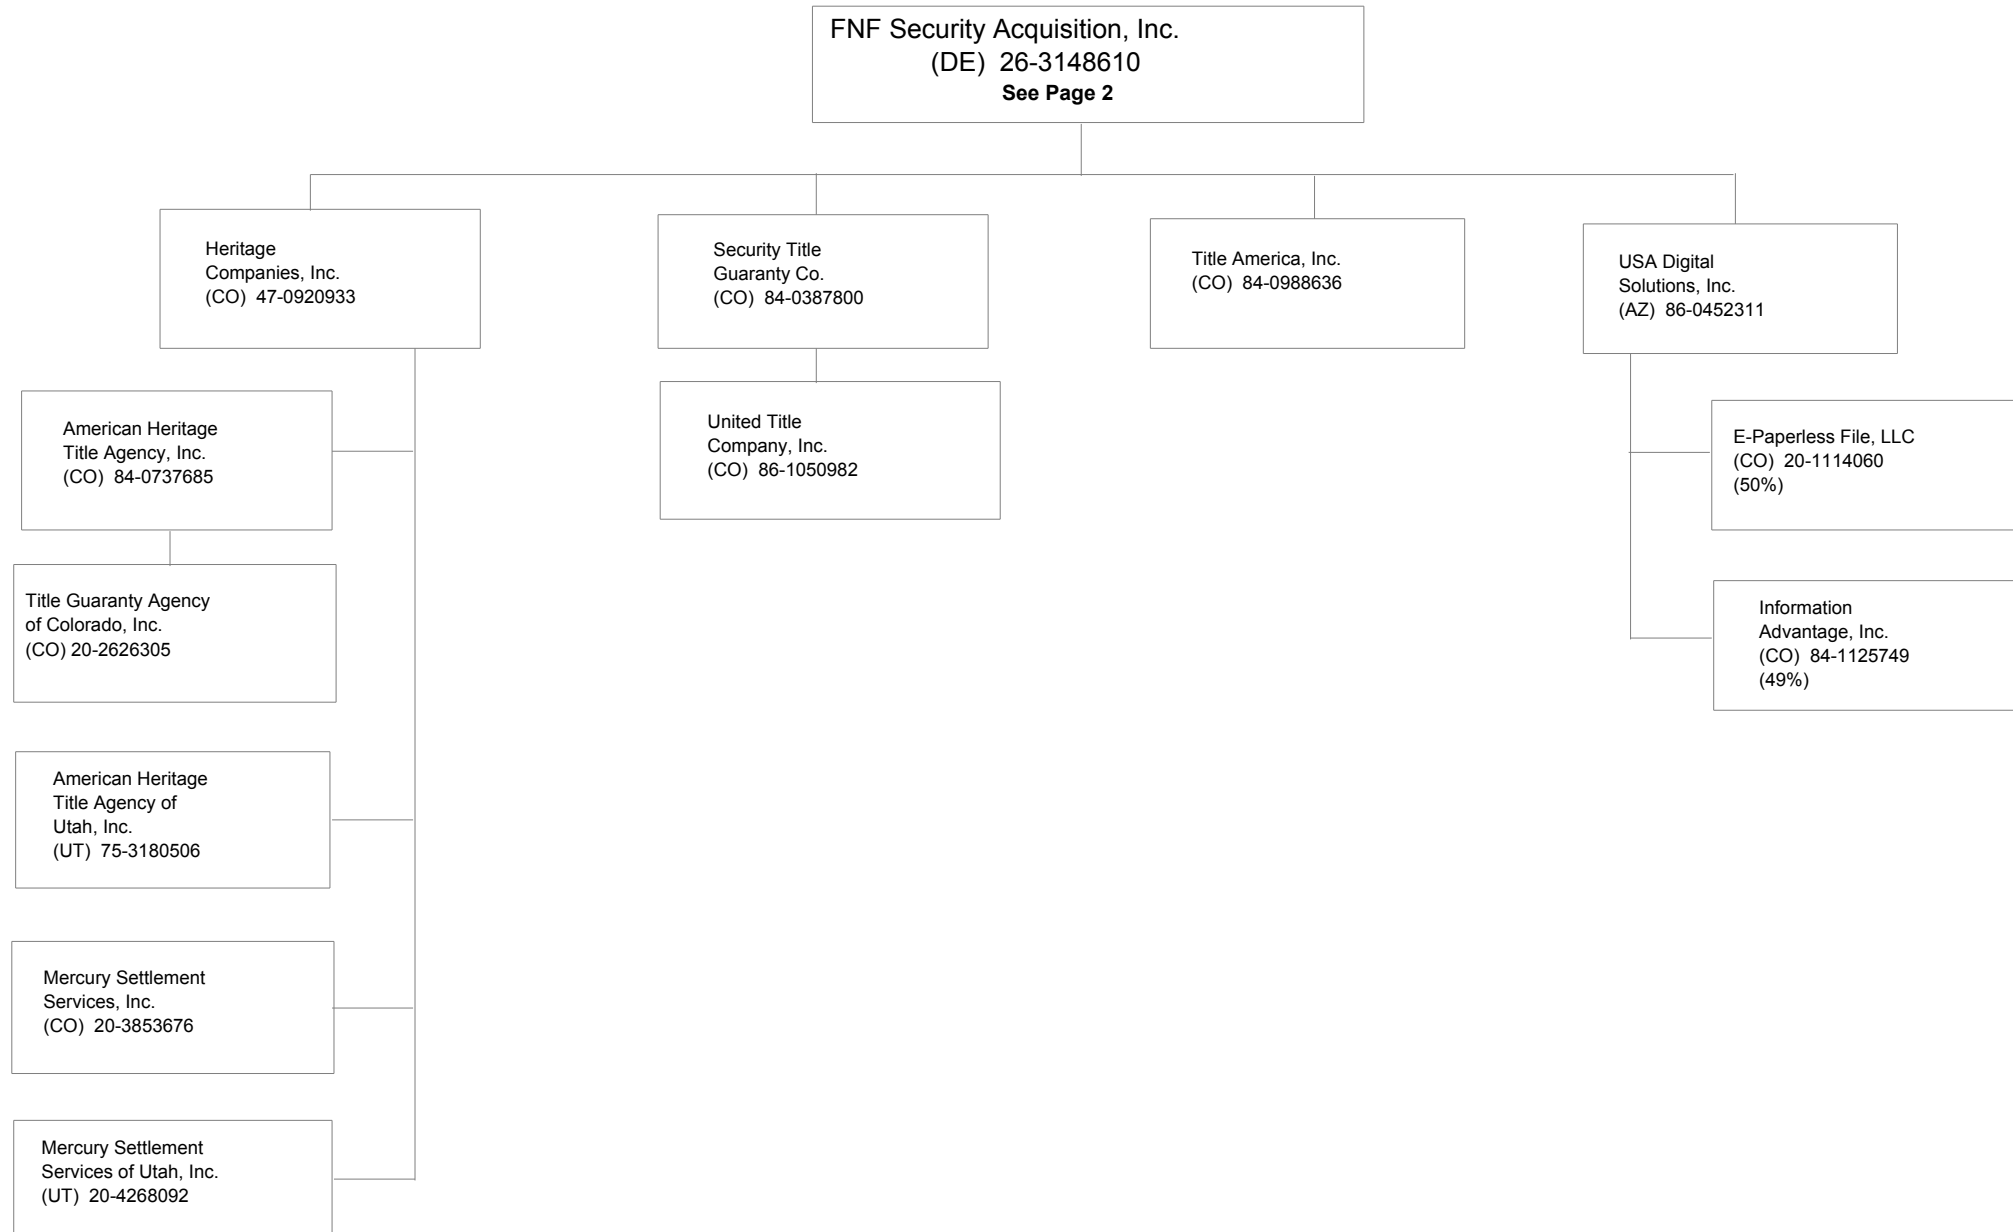 FNF Security Acquisition, Inc.
(DE) 26-3148610
See Page 2
Heritage
Companies, Inc.
(CO) 47-0920933
Security Title
Guaranty Co.
(CO) 84-0387800
Title America, Inc.
(CO) 84-0988636
USA Digital
Solutions, Inc.
(AZ) 86-0452311
American Heritage
Title Agency, Inc.
(CO) 84-0737685
United Title
Company, Inc.
(CO) 86-1050982
E-Paperless File, LLC
(CO) 20-1114060
(50%)
Title Guaranty Agency
of Colorado, Inc.
(CO) 20-2626305
Information
Advantage, Inc.
(CO) 84-1125749
(49%)
American Heritage
Title Agency of
Utah, Inc.
(UT) 75-3180506
Mercury Settlement
Services, Inc.
(CO) 20-3853676
Mercury Settlement
Services of Utah, Inc.
(UT) 20-4268092